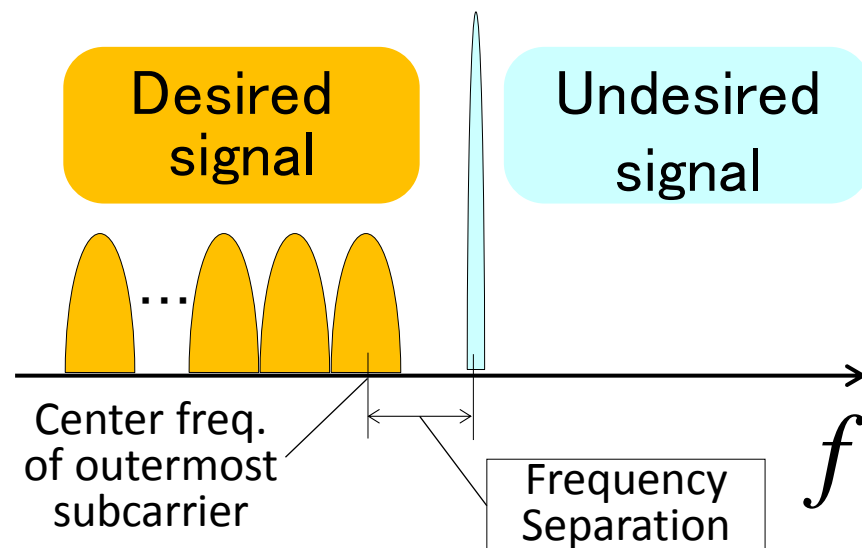 Desired
signal
Undesired
signal
...
Center freq.
of outermost
subcarrier
f
Frequency
Separation